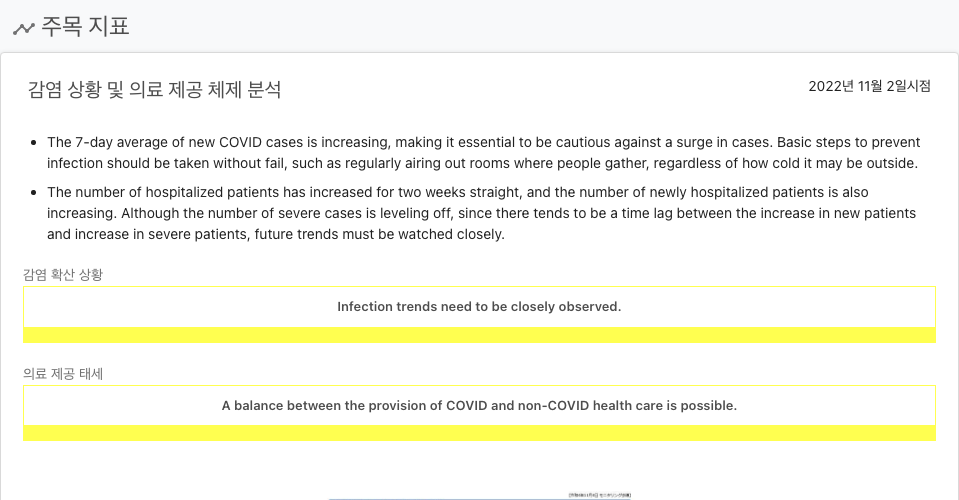 주목 지표
감염 상황 및 의료 제공 체제 분석
2022년 11월 2일시점
The 7-day average of new COVID cases is increasing, making it essential to be cautious against a surge in cases. Basic steps to prevent
infection should be taken without fail, such as regularly airing out rooms where people gather, regardless of how cold it may be outside.
The number of hospitalized patients has increased for two weeks straight, and the number of newly hospitalized patients is also
increasing. Although the number of severe cases is leveling off, since there tends to be a time lag between the increase in new patients
and increase in severe patients, future trends must be watched closely.
감염 확산 상황
Infection trends need to be closely observed.
의료 제공 태세
A balance between the provision of COVID and non-COVID health care is possible.